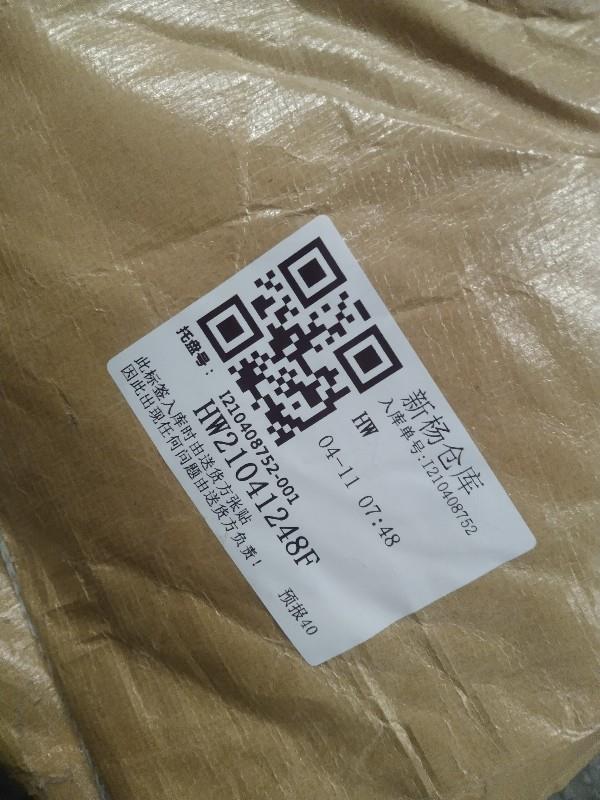 新杨仓库
入库单号:I210408752
HW
04-11 07:48
托盘号:
I210408752-001
HW21041248F
此标签入库时由送货方张贴
因此出现任何问题由送货方负责!
预报40